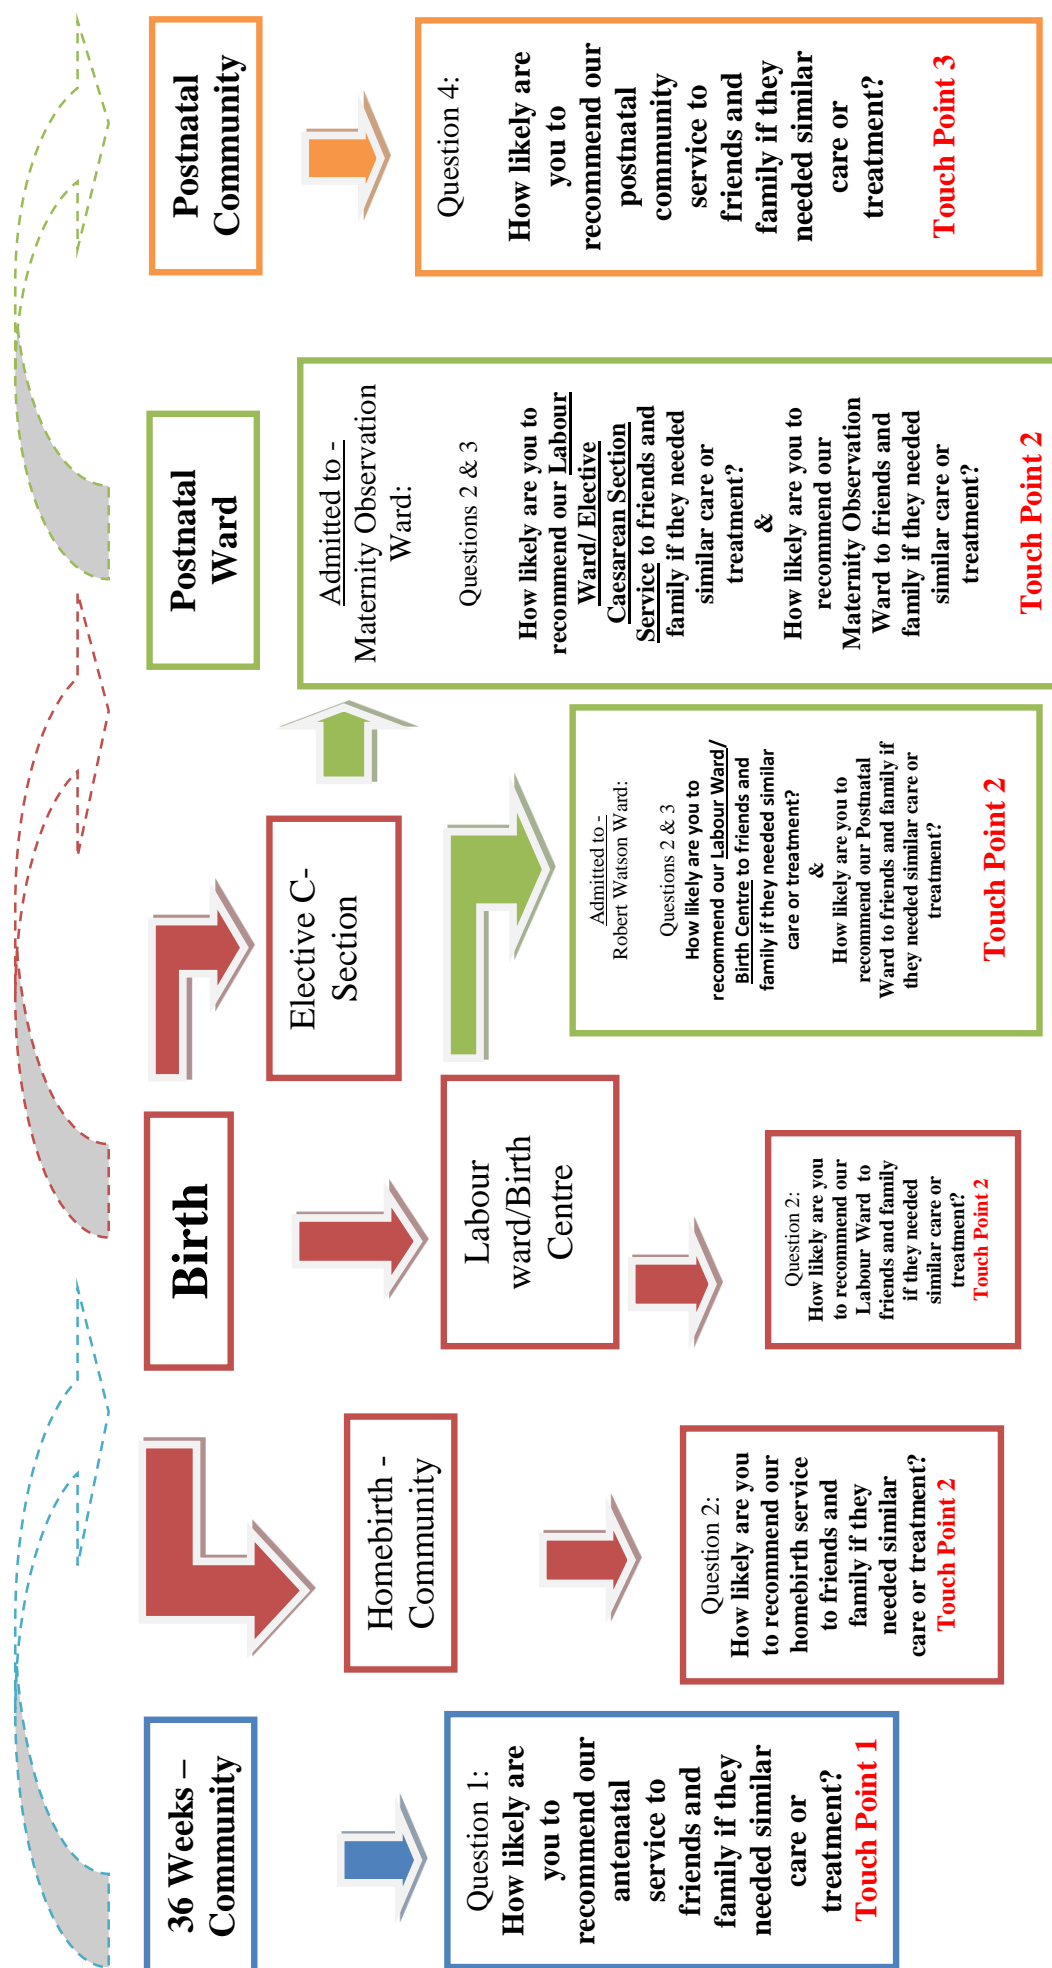 36 Weeks –
Community
Question 1:
How likely are
you to
recommend our
antenatal
service to
friends and
family if they
needed similar
care or
treatment?
Touch Point 1
Birth
Homebirth -
Community
Question 2:
How likely are you
to recommend our
homebirth service
to friends and
family if they
needed similar
care or treatment?
Touch Point 2
Labour
ward/Birth
Centre
Question 2:
How likely are you
to recommend our
Labour Ward to
friends and family
if they needed
similar care or
treatment?
Touch Point 2
Elective C-
Section
Postnatal
Ward
Admitted to -
Robert Watson Ward:
Questions 2 & 3
How likely are you to
recommend our Labour Ward/
Birth Centre to friends and
family if they needed similar
care or treatment?
&
How likely are you to
recommend our Postnatal
Ward to friends and family if
they needed similar care or
treatment?
Touch Point 2
Admitted to -
Maternity Observation
Ward:
Questions 2 & 3
How likely are you to
recommend our Labour
Ward/ Elective
Caesarean Section
Service to friends and
family if they needed
similar care or
treatment?
&
How likely are you to
recommend our
Maternity Observation
Ward to friends and
family if they needed
similar care or
treatment?
Touch Point 2
Postnatal
Community
Question 4:
How likely are
you to
recommend our
postnatal
community
service to
friends and
family if they
needed similar
care or
treatment?
Touch Point 3